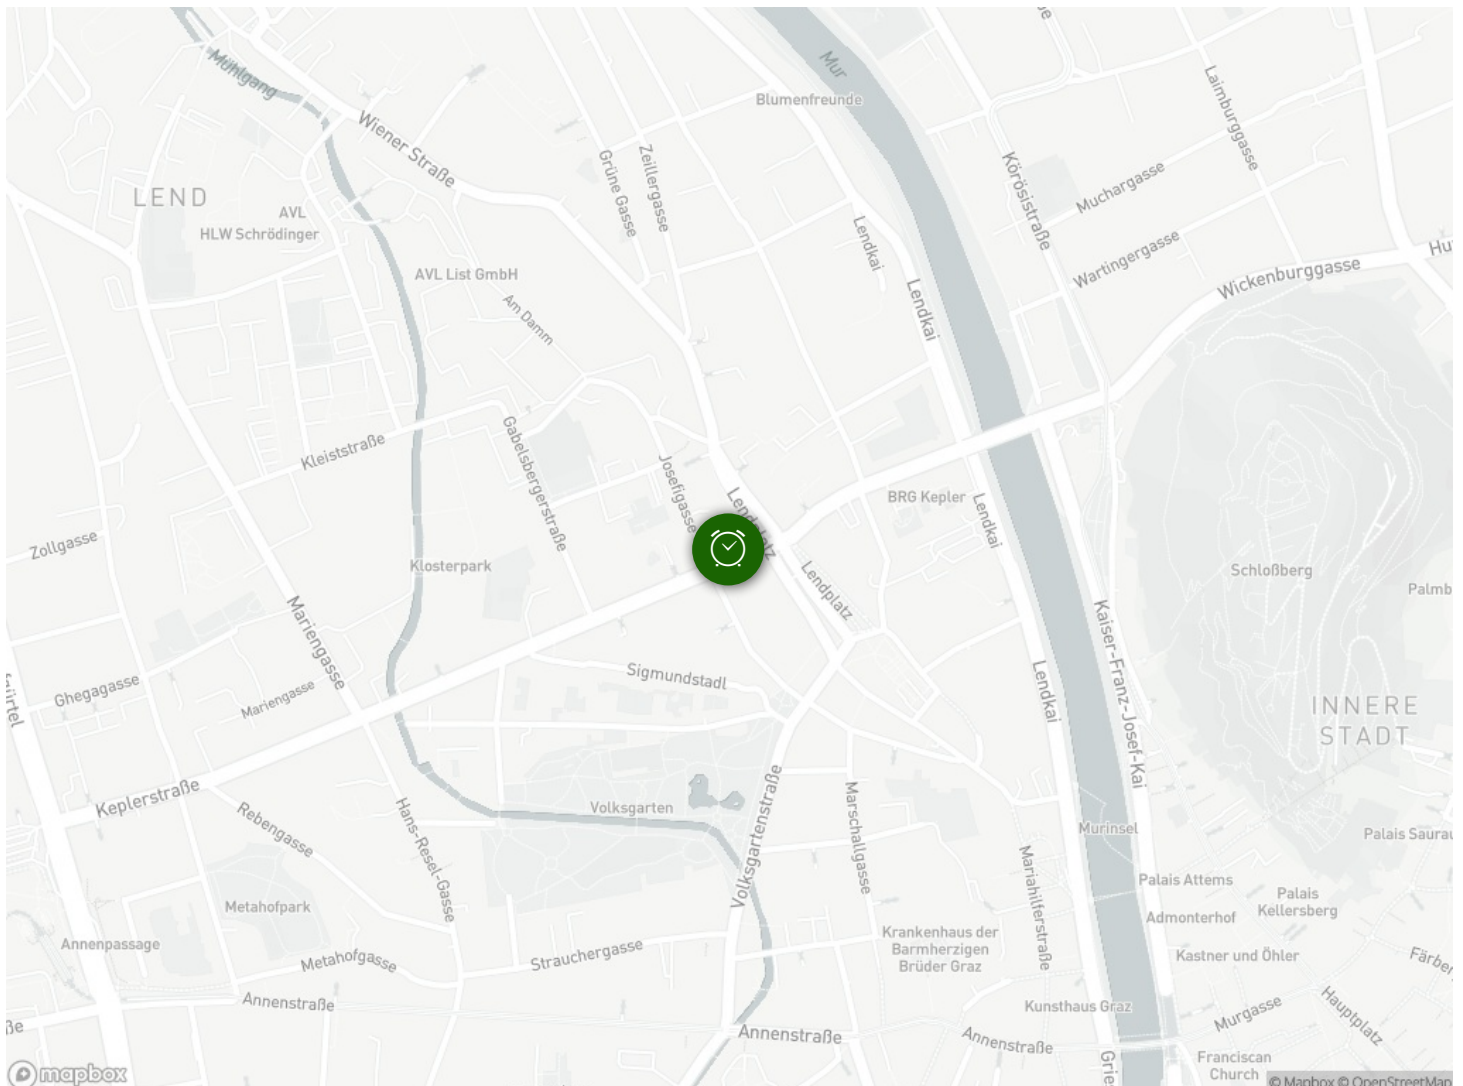 Mühlgang
Mur
Blumenfreunde
Laimburggasse
Wiener Straße
Grüne Gasse
Zeillergasse
Körösistraße
Muchargasse
LEND
AVL
HLW Schrödinger
Lendkai
Wartingergasse
Wickenburggasse
AVL List GmbH
Am Damm
Lendkai
Kleiststraße
Gabelsbergerstraße
Josefigasse
Lendplatz
BRG Kepler
Lendkai
Zollgasse
Klosterpark
Lendplatz
Schloßberg
Mariengasse
Kaiser-Franz-Josef-Kai
Ghegagasse
Mariengasse
Sigmundstadl
Lendkai
INNERE
STADT
Keplerstraße
Rebengasse
Hans-Resel-Gasse
Volksgarten
Volksgartenstraße
Marschallgasse
Murinsel
Mariahilferstraße
Palais Attems
Palais
Kellersberg
Metahofpark
Admonterhof
Annenpassage
Metahofgasse
Strauchergasse
Krankenhaus der
Barmherzigen
Brüder Graz
Kastner und Öhler
Annenstraße
Kunsthaus Graz
Murgasse
Hauptplatz
Annenstraße
Annenstraße
Franciscan
Church
mapbox
© Mapbox © OpenStreetMap